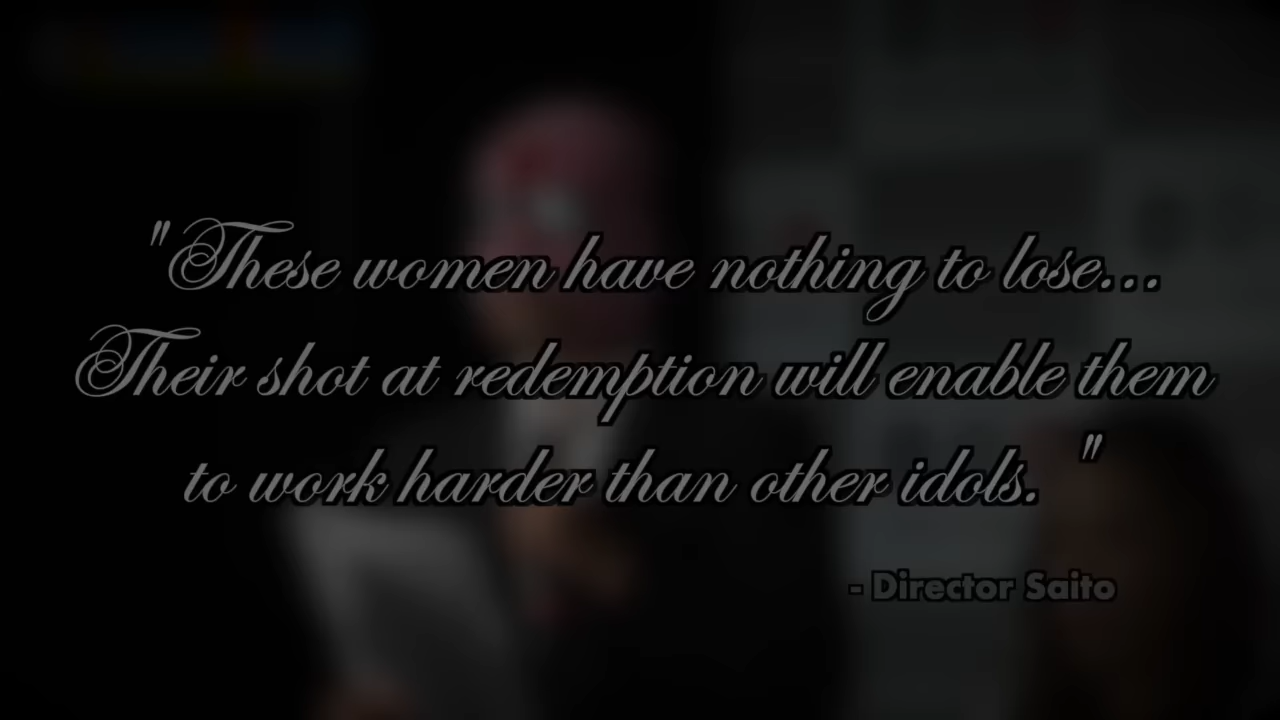 "These women have nothing to lose...
Their shot at redemption will enable them
to work harder than other idols. "
- Director Saito